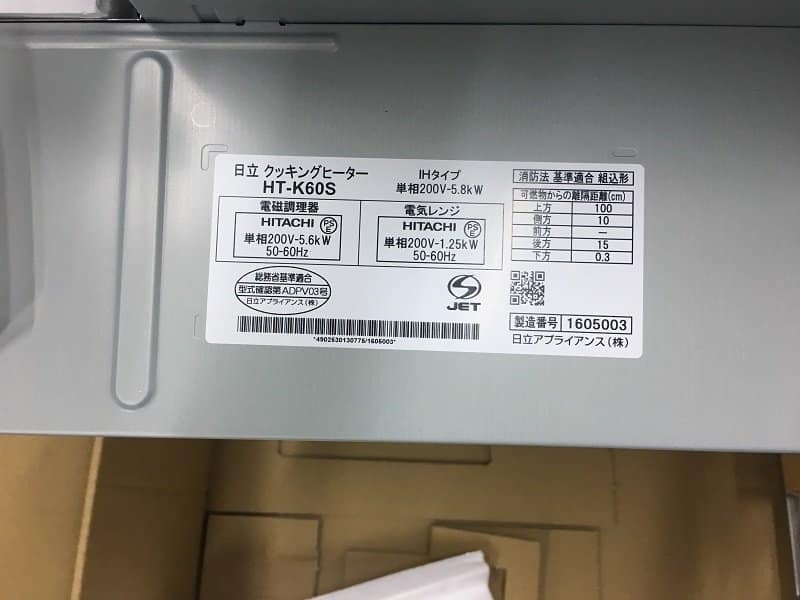 日立 クッキングヒーター
HT-K60S
IHタイプ
単相200V-5.8kW
電磁調理器
HITACHI PSE
単相200V-5.6kW
50-60Hz
電気レンジ
HITACHI PSE
単相200V-1.25kW
50-60Hz
総務省基準適合
型式確認第ADPV03号
日立アプライアンス(株)
JET
*4902530130775/1605003*
消防法 基準適合 組込形
可燃物からの離隔距離(cm)
上方 100
側方 10
前方 —
後方 15
下方 0.3
製造番号 1605003
日立アプライアンス(株)